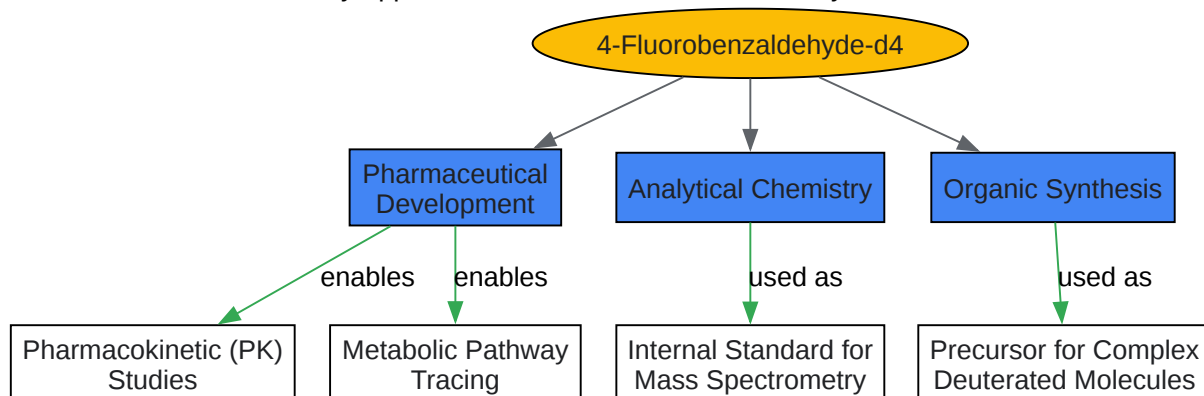 4-Fluorobenzaldehyde-d4
Pharmaceutical
Development
Analytical Chemistry
Organic Synthesis
enables
enables
used as
used as
Pharmacokinetic (PK)
Studies
Metabolic Pathway
Tracing
Internal Standard for
Mass Spectrometry
Precursor for Complex
Deuterated Molecules